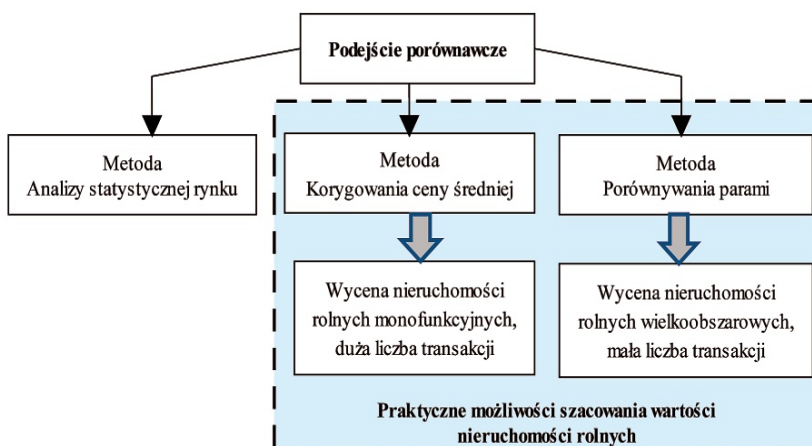 Podejście porównawcze
Metoda
Analizy statystycznej rynku
Metoda
Korygowania ceny średniej
Metoda
Porównywania parami
Wycena nieruchomości
rolnych monofunkcyjnych,
duża liczba transakcji
Wycena nieruchomości
rolnych wielkoobszarowych,
mała liczba transakcji
Praktyczne możliwości szacowania wartości
nieruchomości rolnych